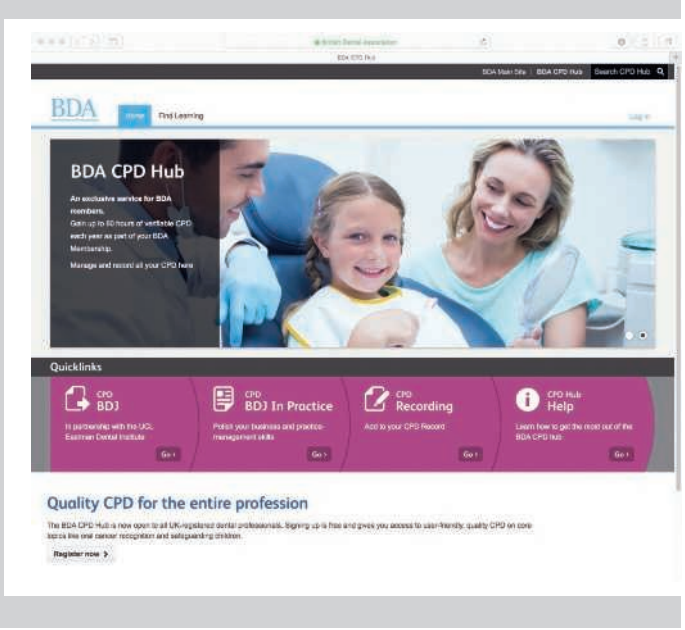 British Dental Association
BDA CPD Hub
BDA Main Site | BDA CPD Hub Search CPD Hub
BDA Home Find Learning Log in
BDA CPD Hub
An exclusive service for BDA
members.
Gain up to 60 hours of verifiable CPD
each year as part of your BDA
Membership.
Manage and record all your CPD here
Quicklinks
CPD
BDJ
In partnership with the UCL
Eastman Dental Institute
Go ›
CPD
BDJ In Practice
Polish your business and practice-
management skills
Go ›
CPD
Recording
Add to your CPD Record
Go ›
CPD Hub
Help
Learn how to get the most out of the
BDA CPD hub
Go ›
Quality CPD for the entire profession
The BDA CPD Hub is now open to all UK-registered dental professionals. Signing up is free and gives you access to user-friendly, quality CPD on core
topics like oral cancer recognition and safeguarding children.
Register now ›